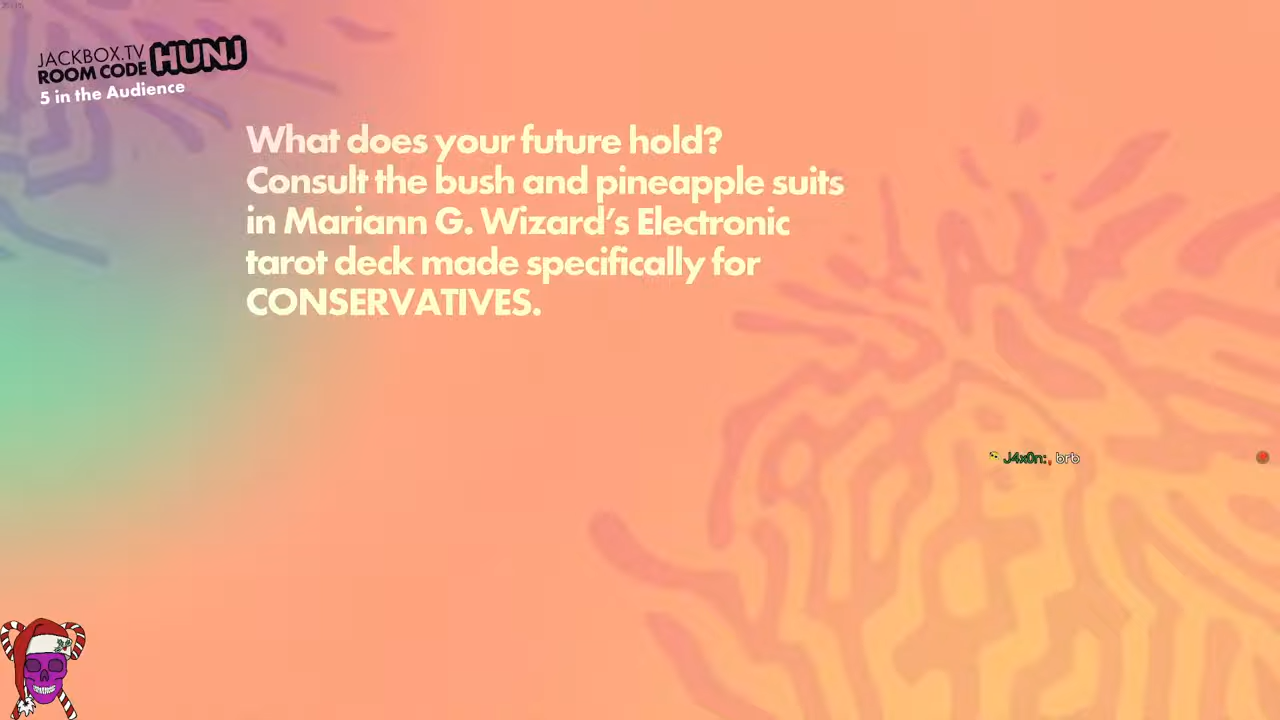 JACKBOX.TV
ROOM CODE HUNJ
5 in the Audience
What does your future hold?
Consult the bush and pineapple suits
in Mariann G. Wizard's Electronic
tarot deck made specifically for
CONSERVATIVES.
J4x0n: , brb